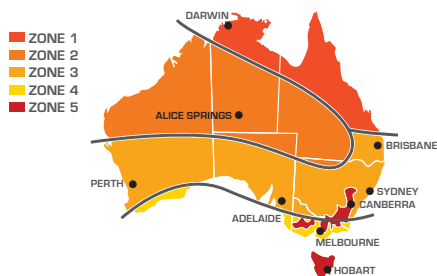 DARWIN
ZONE 1
ZONE 2
ZONE 3
ZONE 4
ZONE 5
ALICE SPRINGS
BRISBANE
PERTH
SYDNEY
CANBERRA
ADELAIDE
MELBOURNE
HOBART